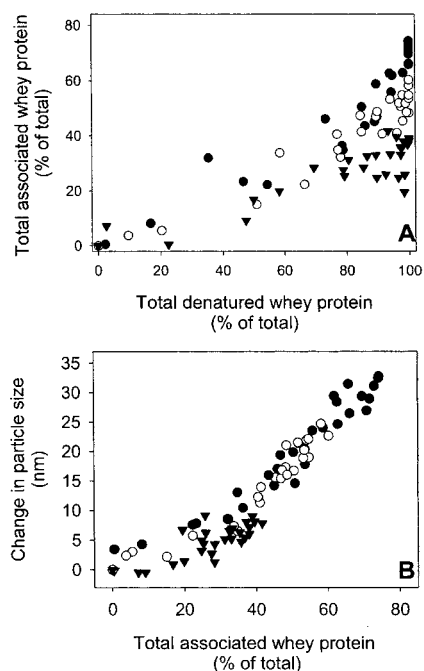 80
60
40
20
0
Total associated whey protein
(% of total)
A
0 20 40 60 80 100
Total denatured whey protein
(% of total)
35
30
25
20
15
10
5
0
Change in particle size
(nm)
B
0 20 40 60 80
Total associated whey protein
(% of total)